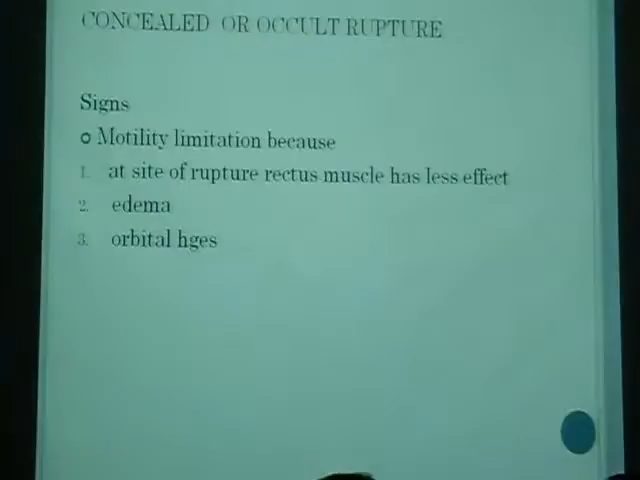 CONCEALED OR OCCULT RUPTURE
Signs
Motility limitation because
1. at site of rupture rectus muscle has less effect
2. edema
3. orbital hges